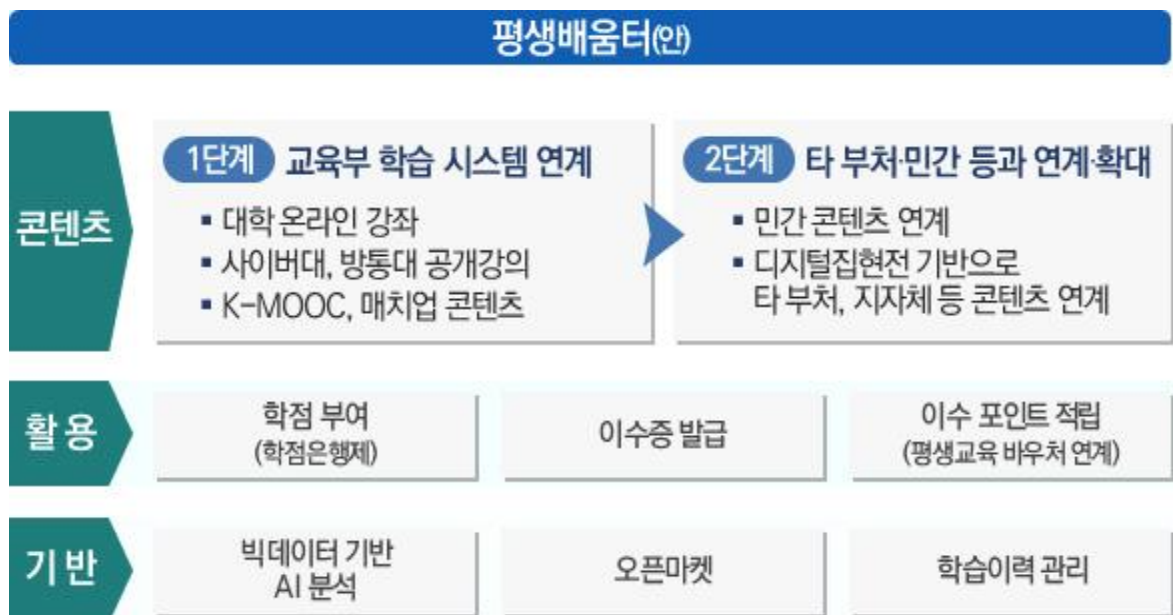 평생배움터(안)
콘텐츠
1단계 교육부 학습 시스템 연계
▪ 대학 온라인 강좌
▪ 사이버대, 방통대 공개강의
▪ K-MOOC, 매치업 콘텐츠
2단계 타 부처·민간 등과 연계·확대
▪ 민간 콘텐츠 연계
▪ 디지털집현전 기반으로
타 부처, 지자체 등 콘텐츠 연계
활용
학점 부여
(학점은행제)
이수증 발급
이수 포인트 적립
(평생교육 바우처 연계)
기반
빅데이터 기반
AI 분석
오픈마켓
학습이력 관리